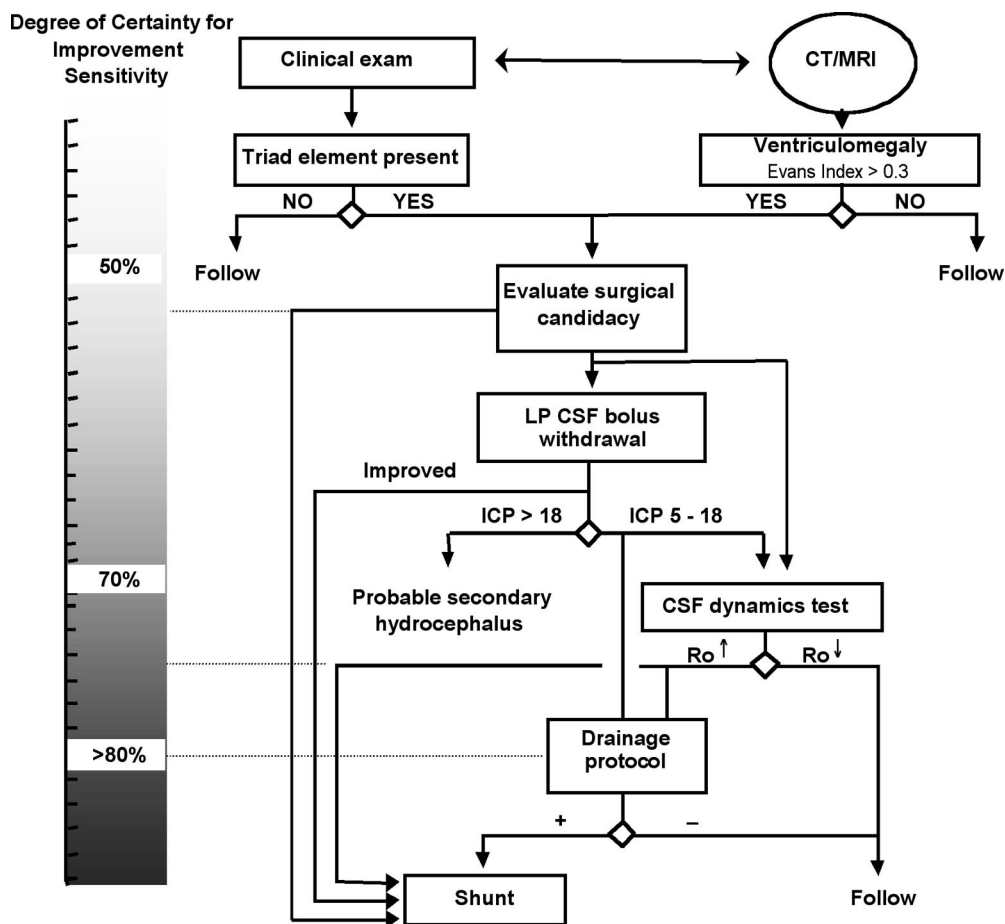 Degree of Certainty for
Improvement
Sensitivity
Clinical exam
CT/MRI
Triad element present
Ventriculomegaly
Evans Index > 0.3
NO
YES
YES
NO
Follow
Follow
50%
Evaluate surgical
candidacy
LP CSF bolus
withdrawal
Improved
ICP > 18
ICP 5 - 18
70%
Probable secondary
hydrocephalus
CSF dynamics test
Ro ↑
Ro ↓
>80%
Drainage
protocol
+
–
Shunt
Follow